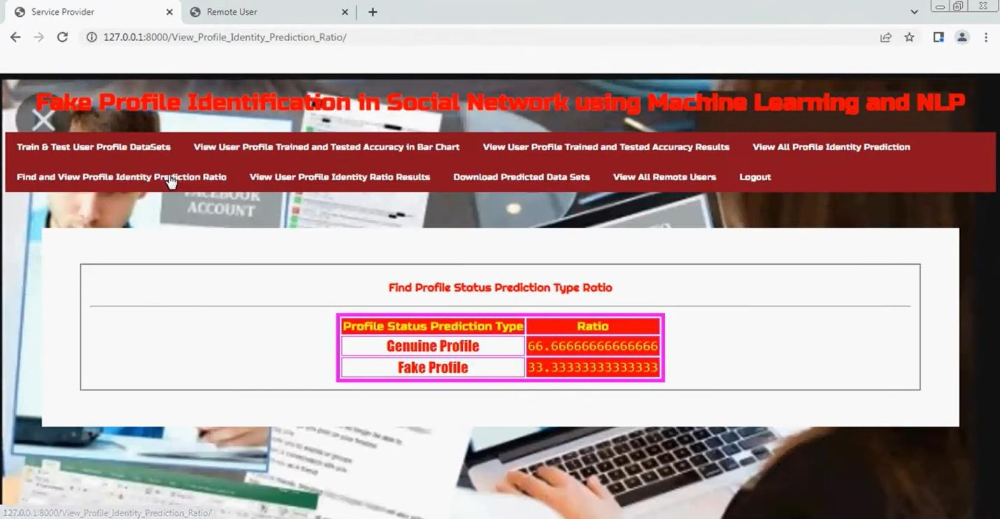 Service Provider
Remote User
127.0.0.1:8000/View_Profile_Identity_Prediction_Ratio/
Fake Profile Identification in Social Network using Machine Learning and NLP
Train & Test User Profile DataSets
View User Profile Trained and Tested Accuracy in Bar Chart
View User Profile Trained and Tested Accuracy Results
View All Profile Identity Prediction
Find and View Profile Identity Prediction Ratio
View User Profile Identity Ratio Results
Download Predicted Data Sets
View All Remote Users
Logout
FACEBOOK
ACCOUNT
Find Profile Status Prediction Type Ratio
Profile Status Prediction Type Ratio
Genuine Profile 66.66666666666666
Fake Profile 33.33333333333333
127.0.0.1:8000/View_Profile_Identity_Prediction_Ratio/